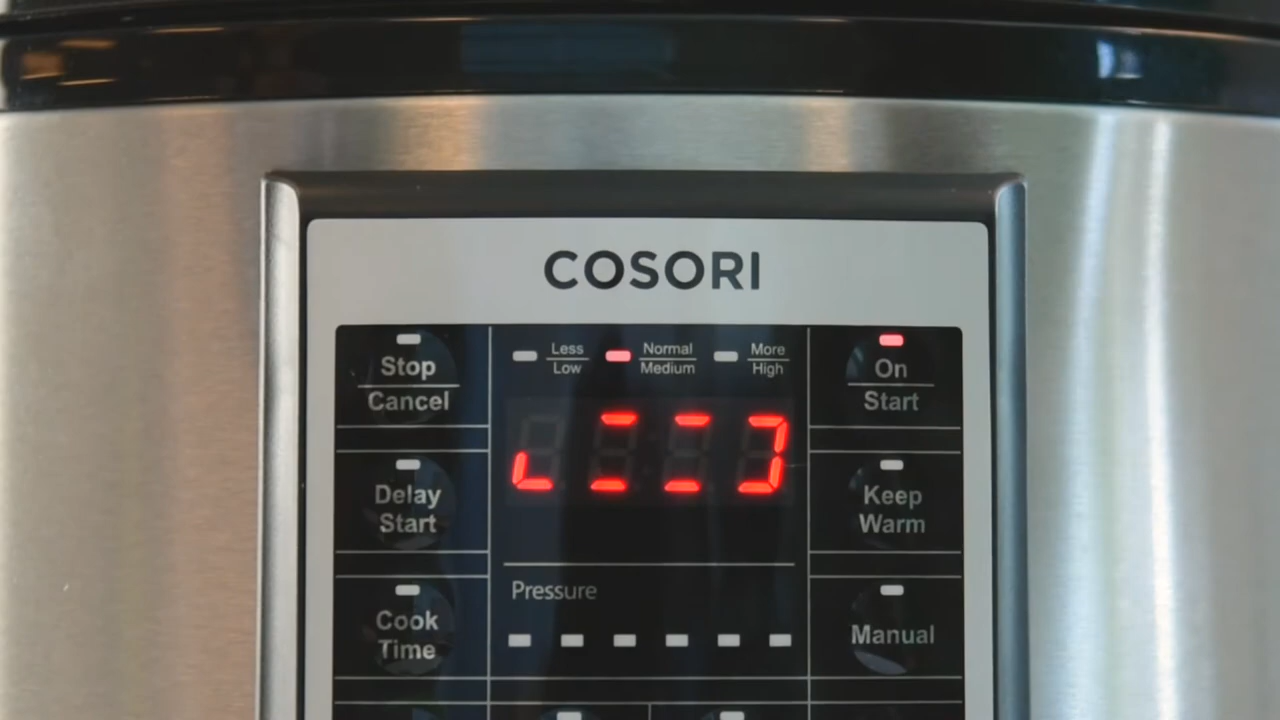 COSORI
Stop
Cancel
Less
Low
Normal
Medium
More
High
On
Start
Delay
Start
Keep
Warm
Cook
Time
Pressure
Manual